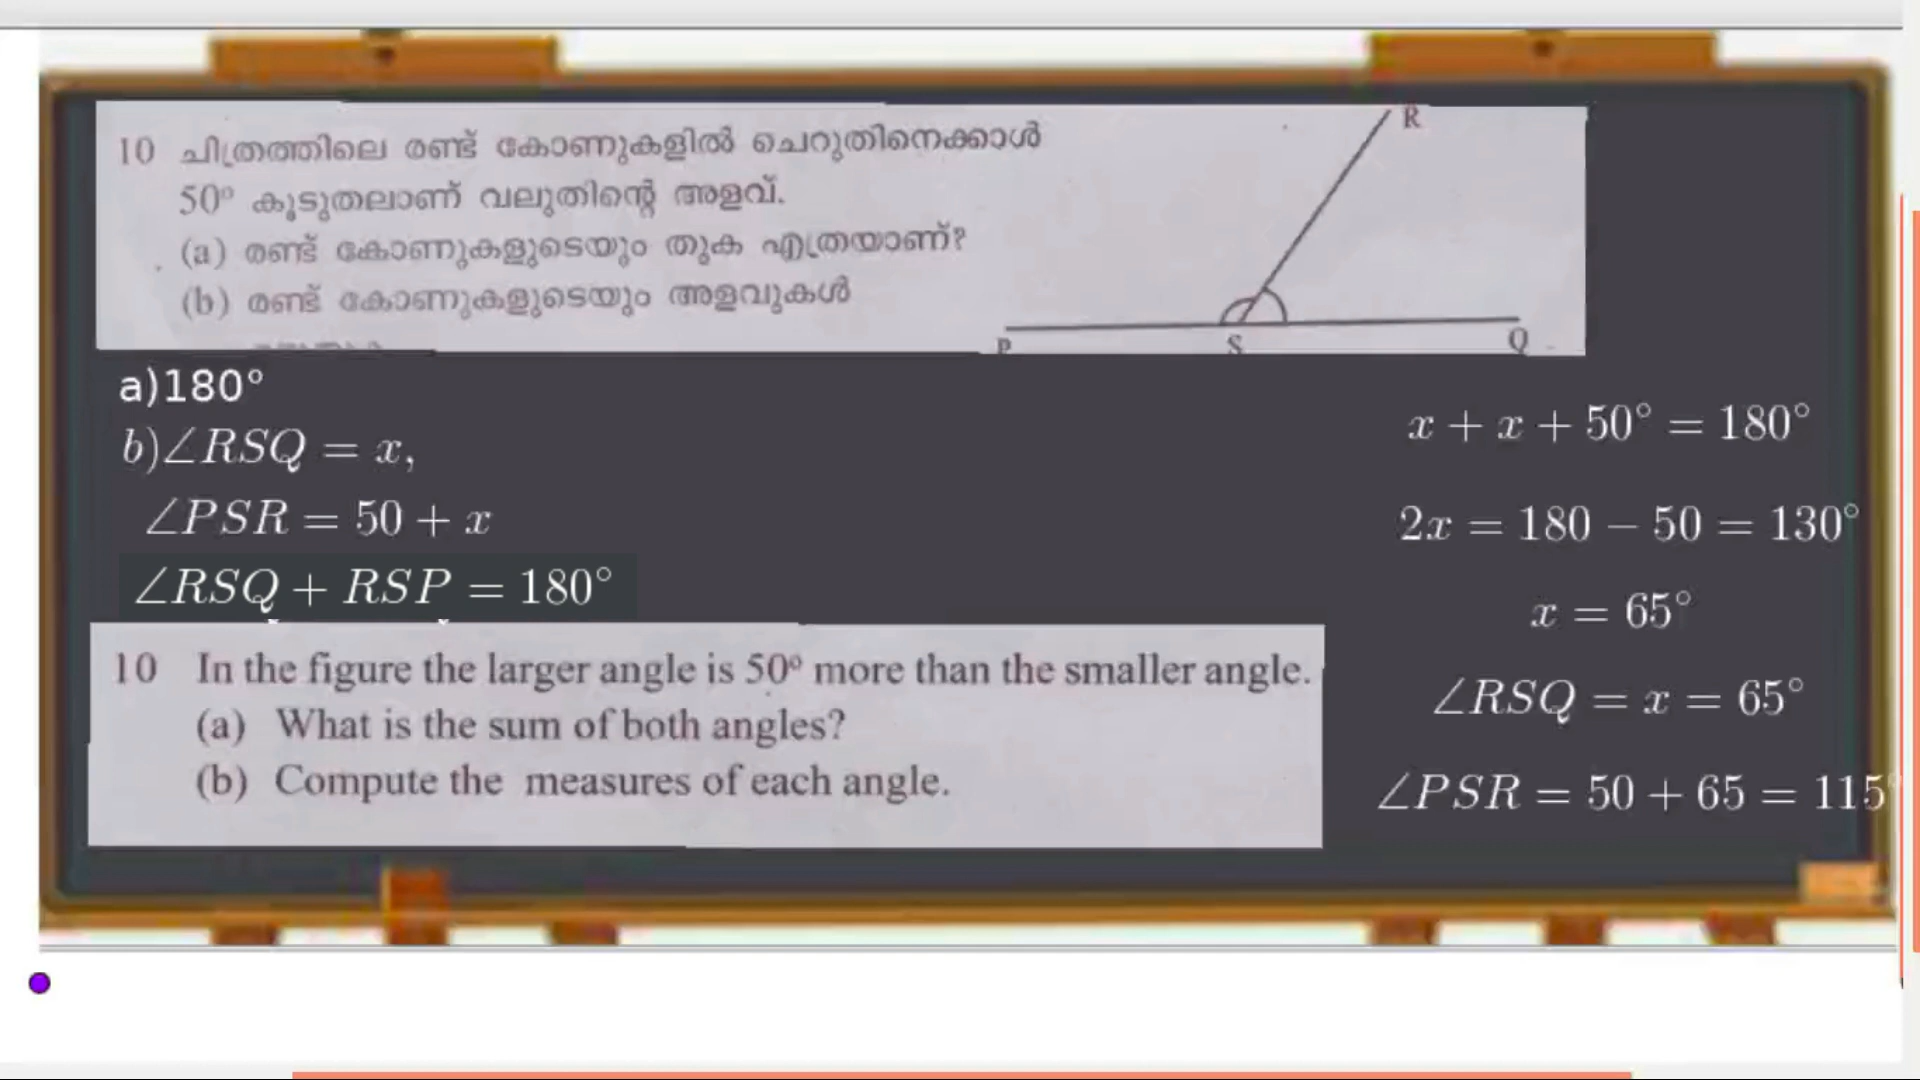 10 ചിത്രത്തിലെ രണ്ട് കോണുകളിൽ ചെറുതിനെക്കാൾ
50° കൂടുതലാണ് വലുതിന്റെ അളവ്.
(a) രണ്ട് കോണുകളുടെയും തുക എത്രയാണ്?
(b) രണ്ട് കോണുകളുടെയും അളവുകൾ
R
P
S
Q
a)180°
b)∠RSQ = x,
∠PSR = 50 + x
∠RSQ + RSP = 180°
10 In the figure the larger angle is 50° more than the smaller angle.
(a) What is the sum of both angles?
(b) Compute the measures of each angle.
x + x + 50° = 180°
2x = 180 − 50 = 130°
x = 65°
∠RSQ = x = 65°
∠PSR = 50 + 65 = 115°